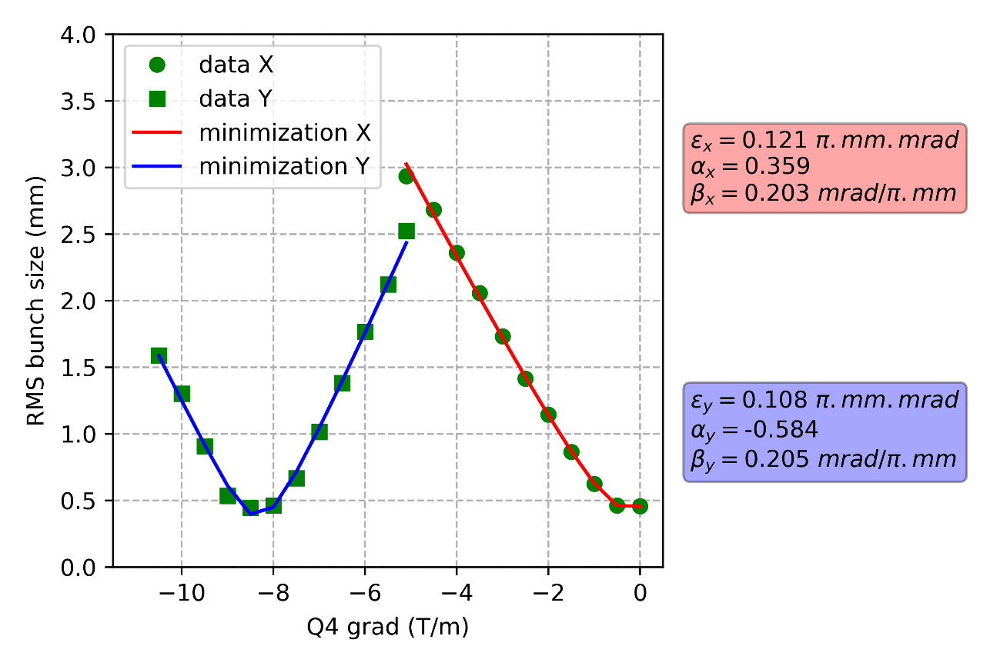 4.0
3.5
3.0
2.5
2.0
1.5
1.0
0.5
0.0
RMS bunch size (mm)
data X
data Y
minimization X
minimization Y
−10 −8 −6 −4 −2 0
Q4 grad (T/m)
εx = 0.121 π.mm.mrad
αx = 0.359
βx = 0.203 mrad/π.mm
εy = 0.108 π.mm.mrad
αy = -0.584
βy = 0.205 mrad/π.mm